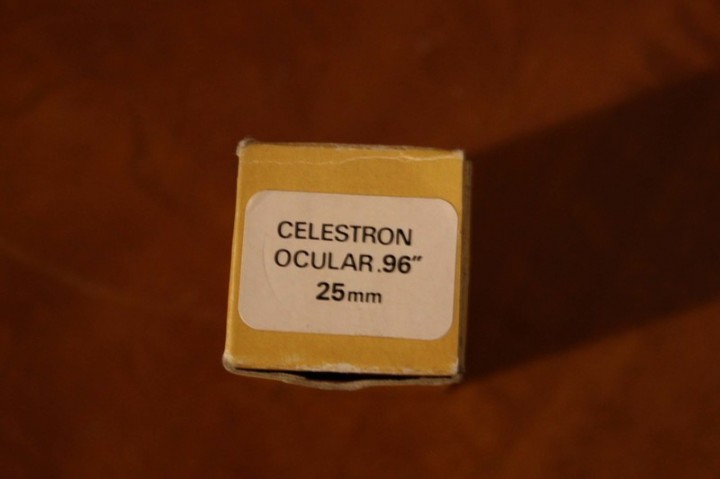 CELESTRON
OCULAR .96"
25mm